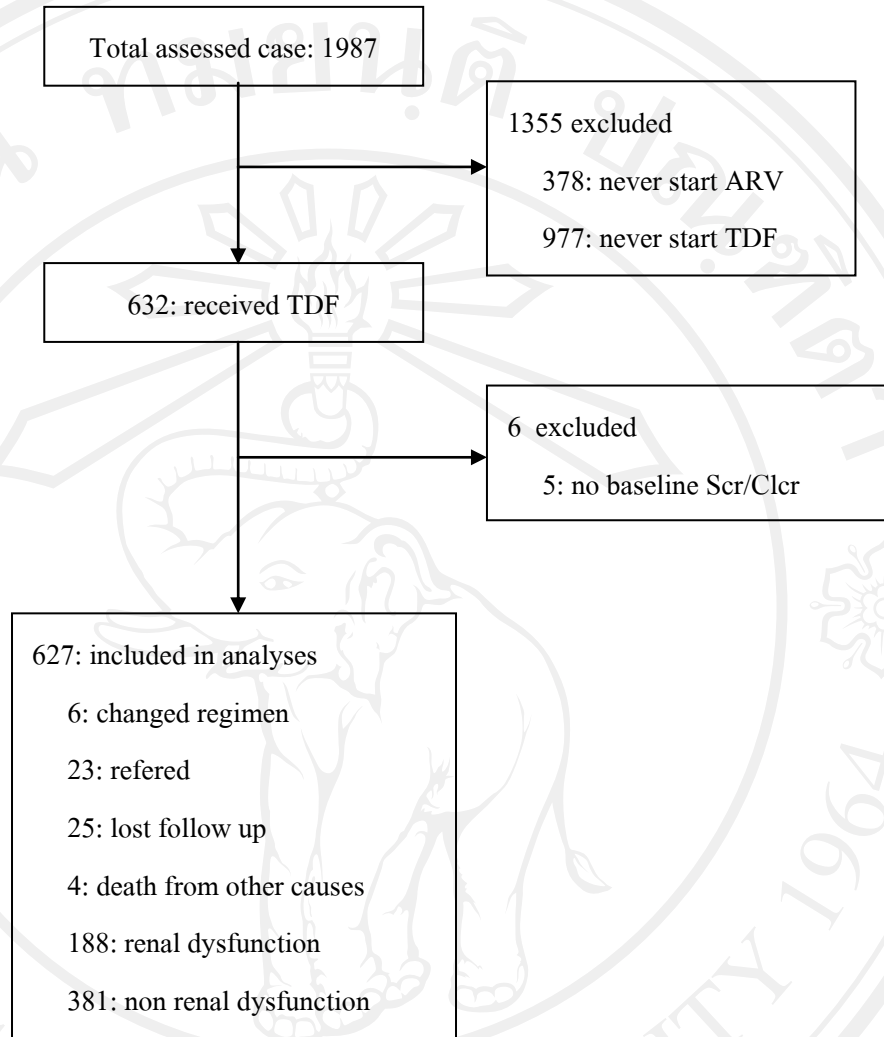 Total assessed case: 1987
1355 excluded
378: never start ARV
977: never start TDF
632: received TDF
6 excluded
5: no baseline Scr/Clcr
627: included in analyses
6: changed regimen
23: refered
25: lost follow up
4: death from other causes
188: renal dysfunction
381: non renal dysfunction
ITY 1964